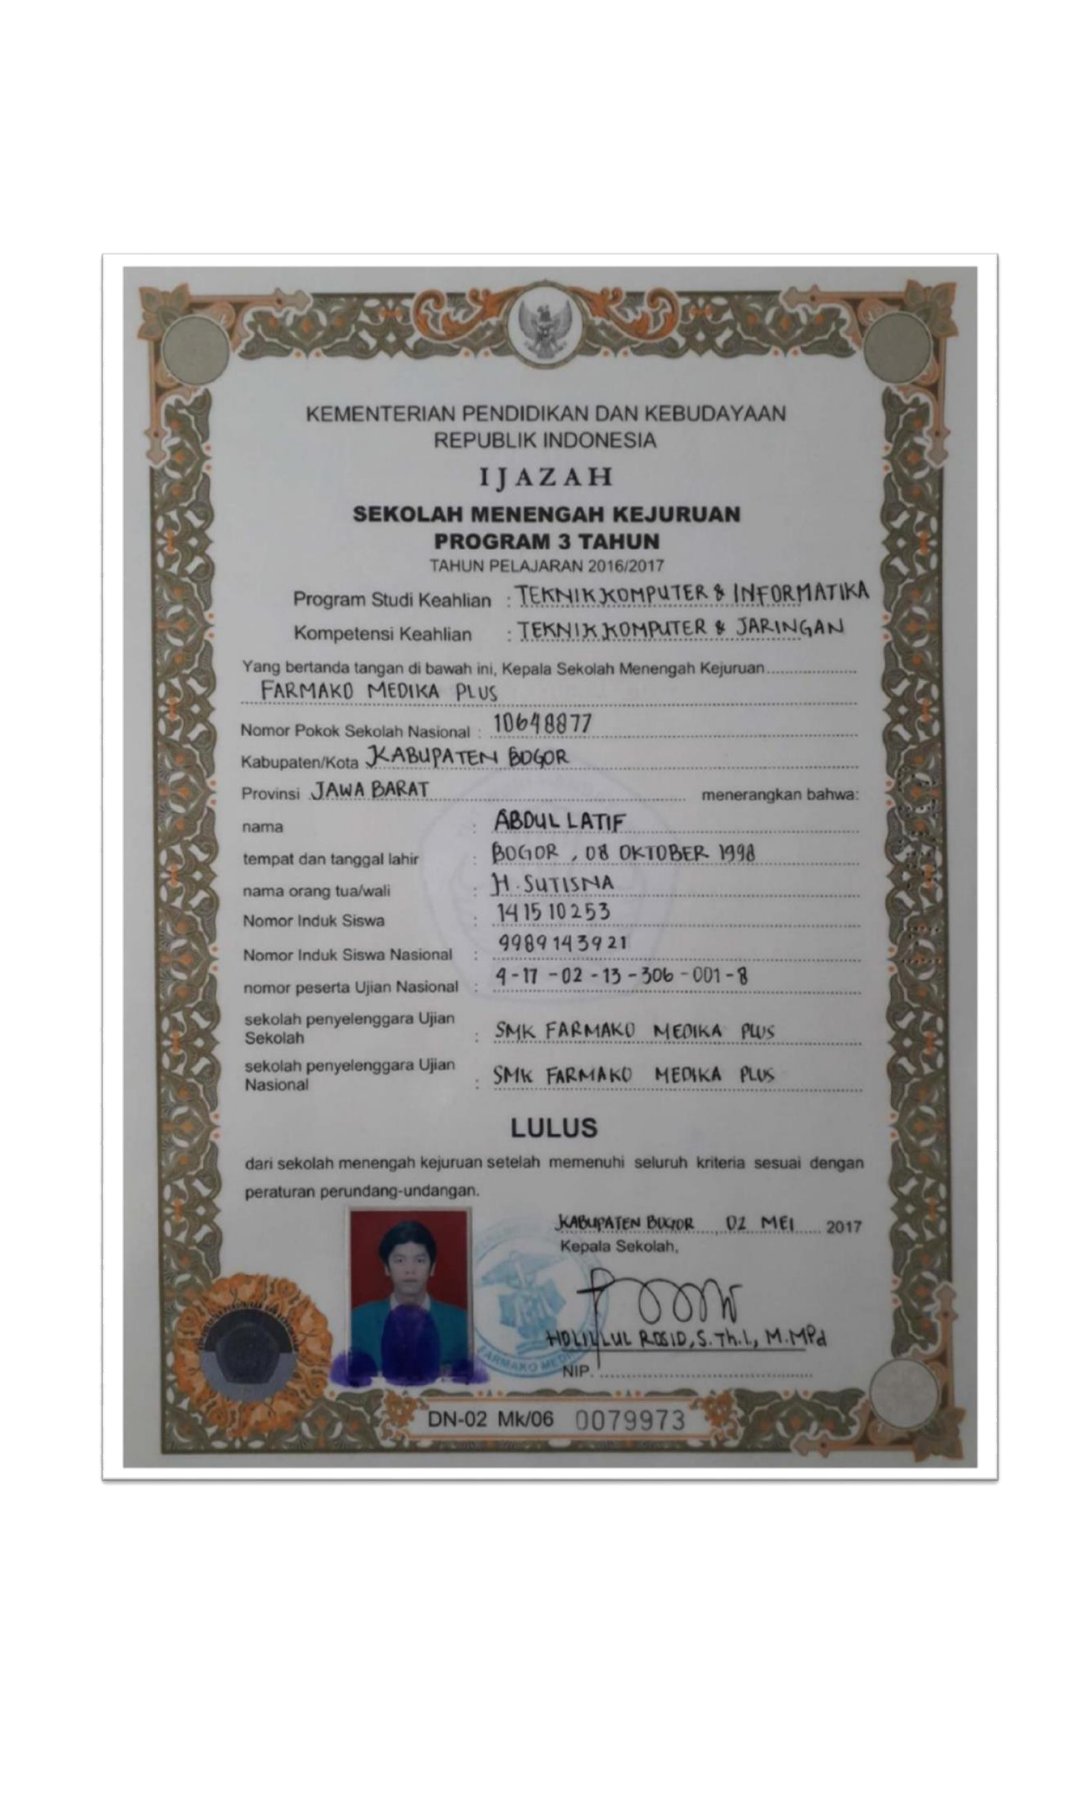 KEMENTERIAN PENDIDIKAN DAN KEBUDAYAAN
REPUBLIK INDONESIA
IJAZAH
SEKOLAH MENENGAH KEJURUAN
PROGRAM 3 TAHUN
TAHUN PELAJARAN 2016/2017
Program Studi Keahlian : TEKNIK KOMPUTER & INFORMATIKA
Kompetensi Keahlian : TEKNIK KOMPUTER & JARINGAN
Yang bertanda tangan di bawah ini, Kepala Sekolah Menengah Kejuruan
FARMAKO MEDIKA PLUS
Nomor Pokok Sekolah Nasional : 10648877
Kabupaten/Kota KABUPATEN BOGOR
Provinsi JAWA BARAT menerangkan bahwa:
nama : ABDUL LATIF
tempat dan tanggal lahir : BOGOR , 08 OKTOBER 1998
nama orang tua/wali : H. SUTISNA
Nomor Induk Siswa : 141510253
Nomor Induk Siswa Nasional : 9989143921
nomor peserta Ujian Nasional : 4-17-02-13-306-001-8
sekolah penyelenggara Ujian
Sekolah : SMK FARMAKO MEDIKA PLUS
sekolah penyelenggara Ujian
Nasional : SMK FARMAKO MEDIKA PLUS
LULUS
dari sekolah menengah kejuruan setelah memenuhi seluruh kriteria sesuai dengan
peraturan perundang-undangan.
KABUPATEN BOGOR , 02 MEI 2017
Kepala Sekolah,
HOLILLUL ROSID, S.Th.I., M.MPd
NIP.
FARMAKO MEDIKA
DN-02 Mk/06 0079973